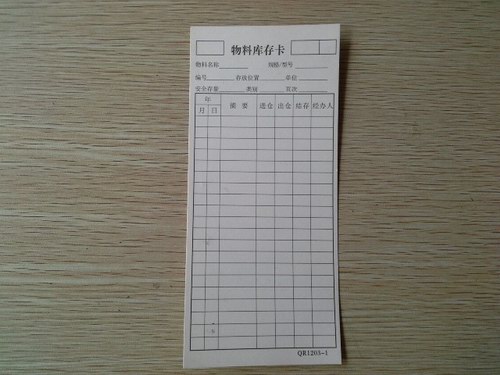 物料库存卡
物料名称 规格/型号
编号 存放位置 单位
安全存量 类别 页次
年
月 日 摘 要 进仓 出仓 结存 经办人
QR1203-1